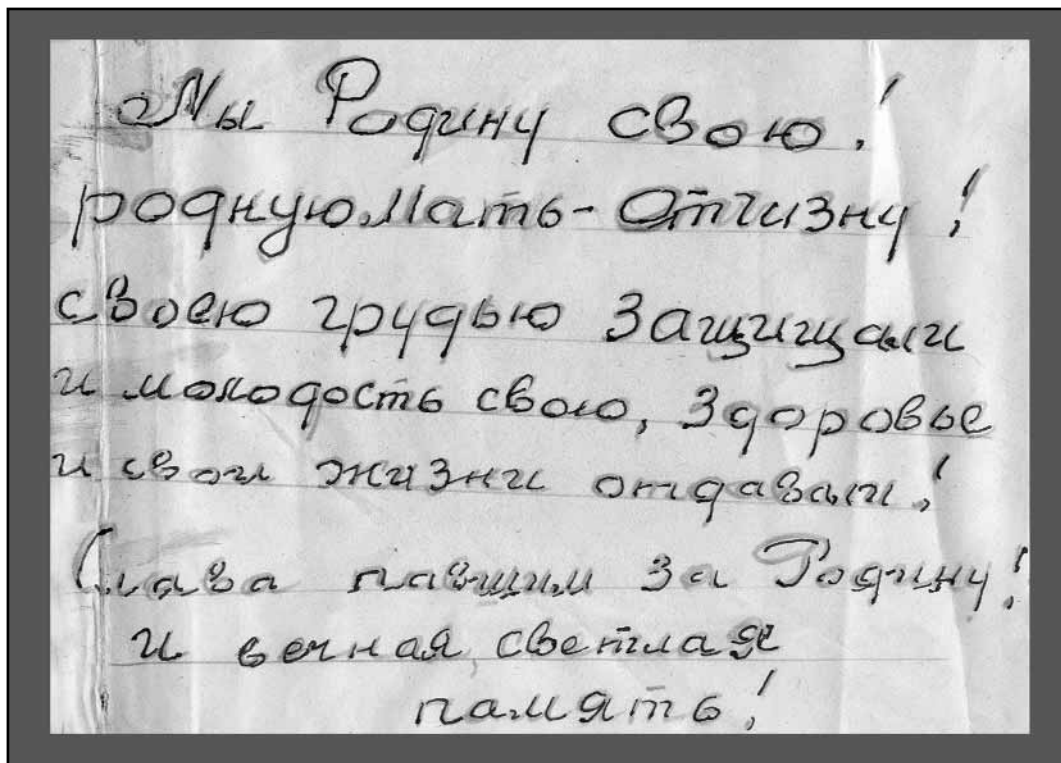 Мы Родину свою!
родную Мать-Отчизну!
своею грудью защищали
и молодость свою, здоровье
и свои жизни отдавали!
Слава павшим за Родину!
и вечная светлая
память!